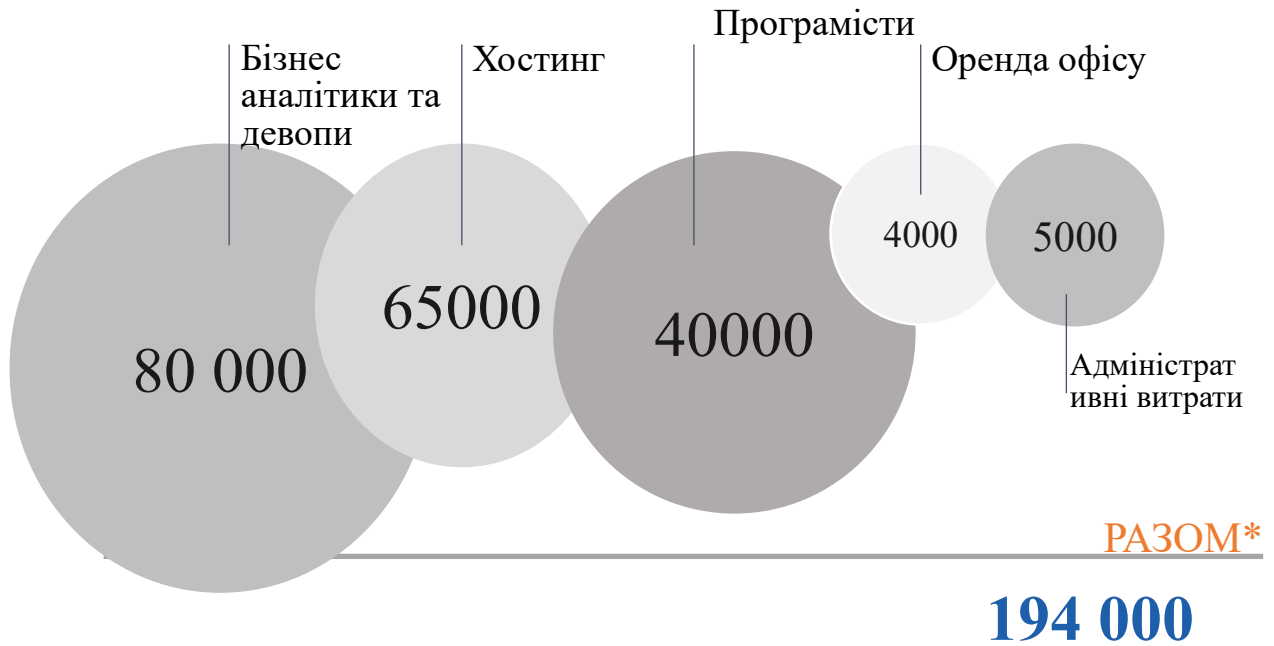 Бізнес
аналітики та
девопи
Хостинг
Програмісти
Оренда офісу
80 000
65000
40000
4000
5000
Адміністрат
ивні витрати
РАЗОМ*
194 000